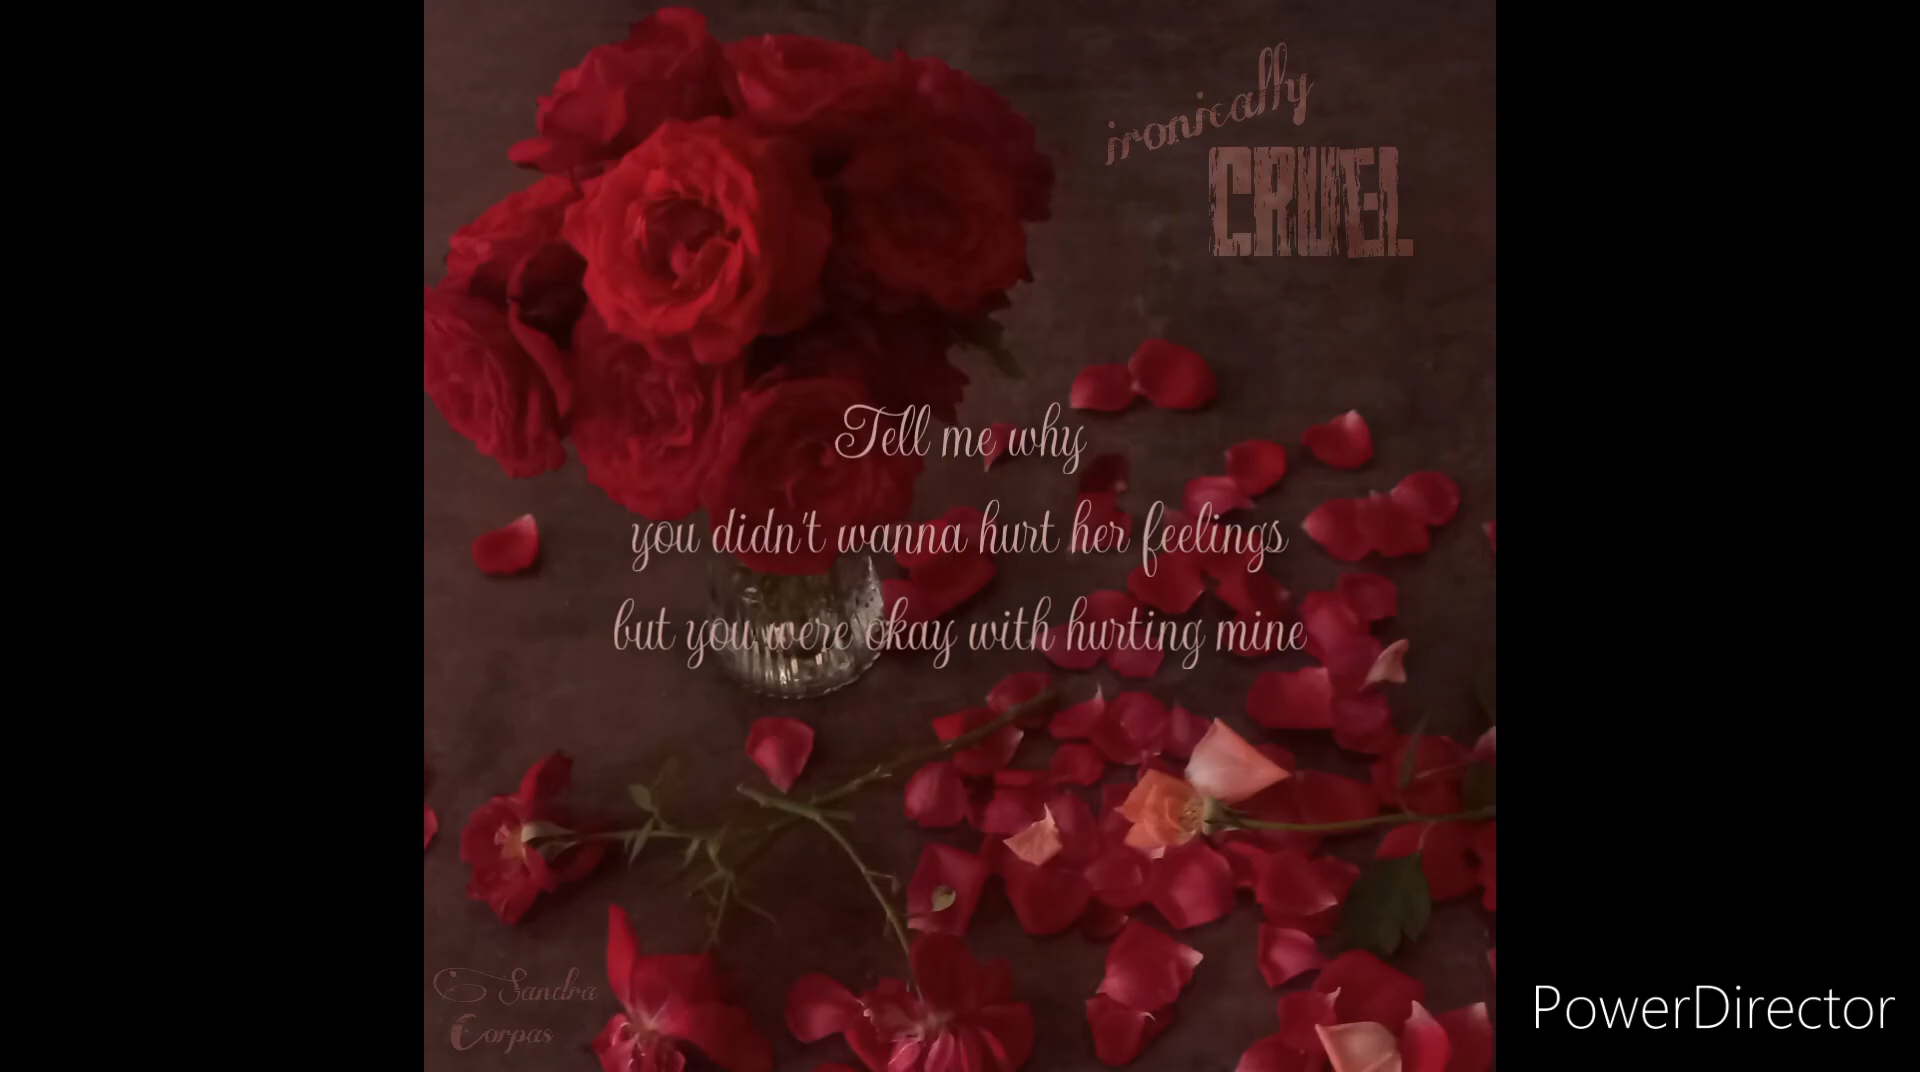 ironically
CRUEL
Tell me why
you didn't wanna hurt her feelings
but you were okay with hurting mine
Sandra
Corpas
PowerDirector